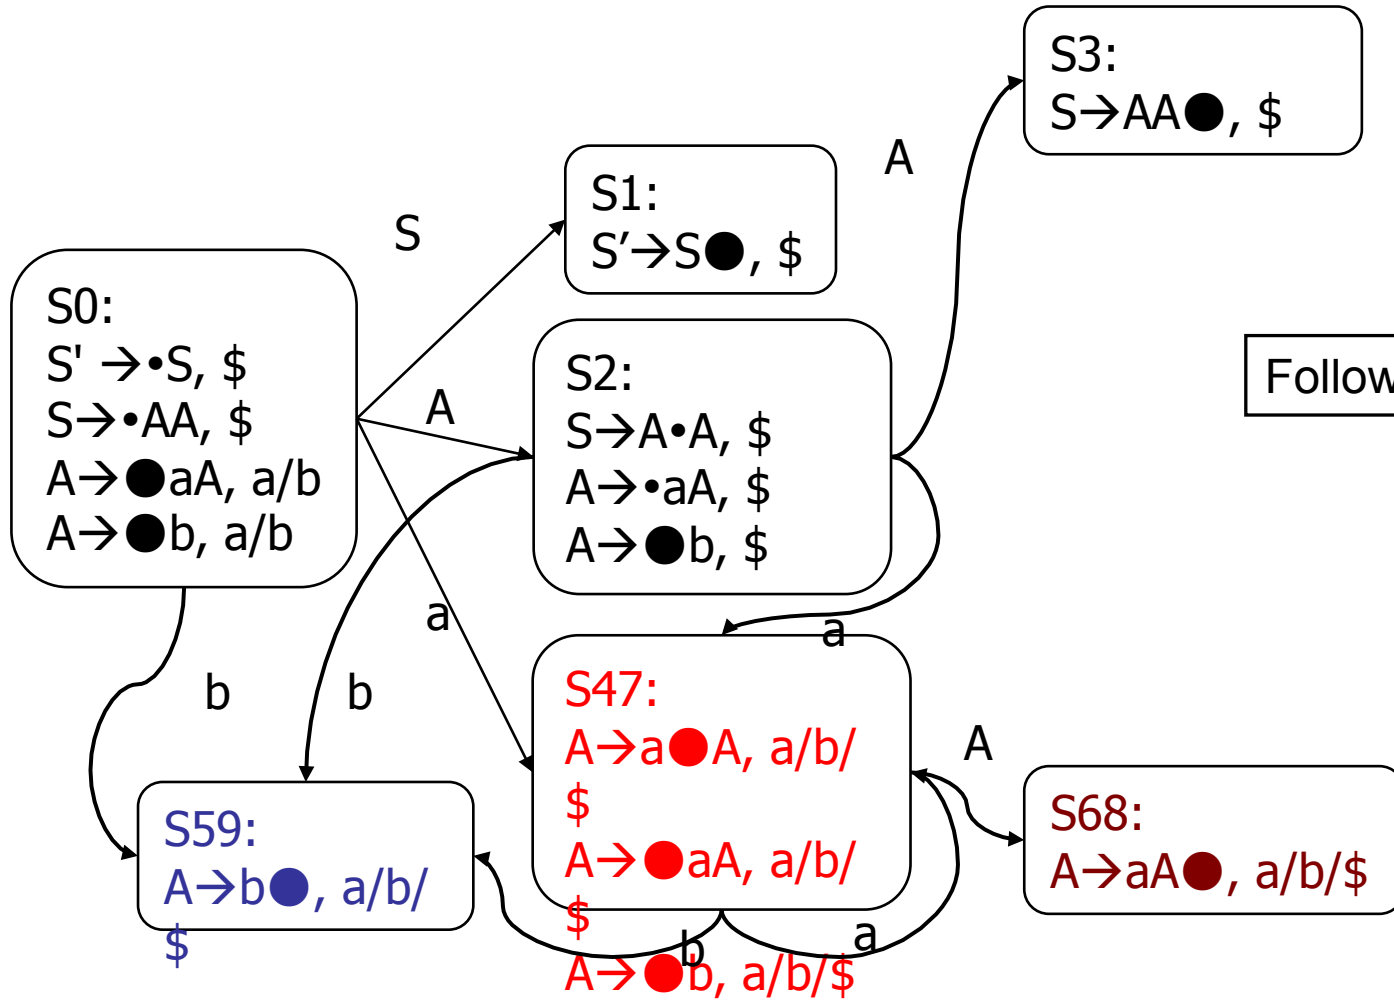 S3:
S→AA●, $
A
S1:
S’→S●, $
S
S0:
S' →•S, $
S→•AA, $
A→●aA, a/b
A→●b, a/b
S2:
S→A•A, $
A→•aA, $
A→●b, $
Follow
A
a
a
b
b
S47:
A→a●A, a/b/
$
A→●aA, a/b/
$
A→●b, a/b/$
A
S68:
A→aA●, a/b/$
S59:
A→b●, a/b/
$
b
a